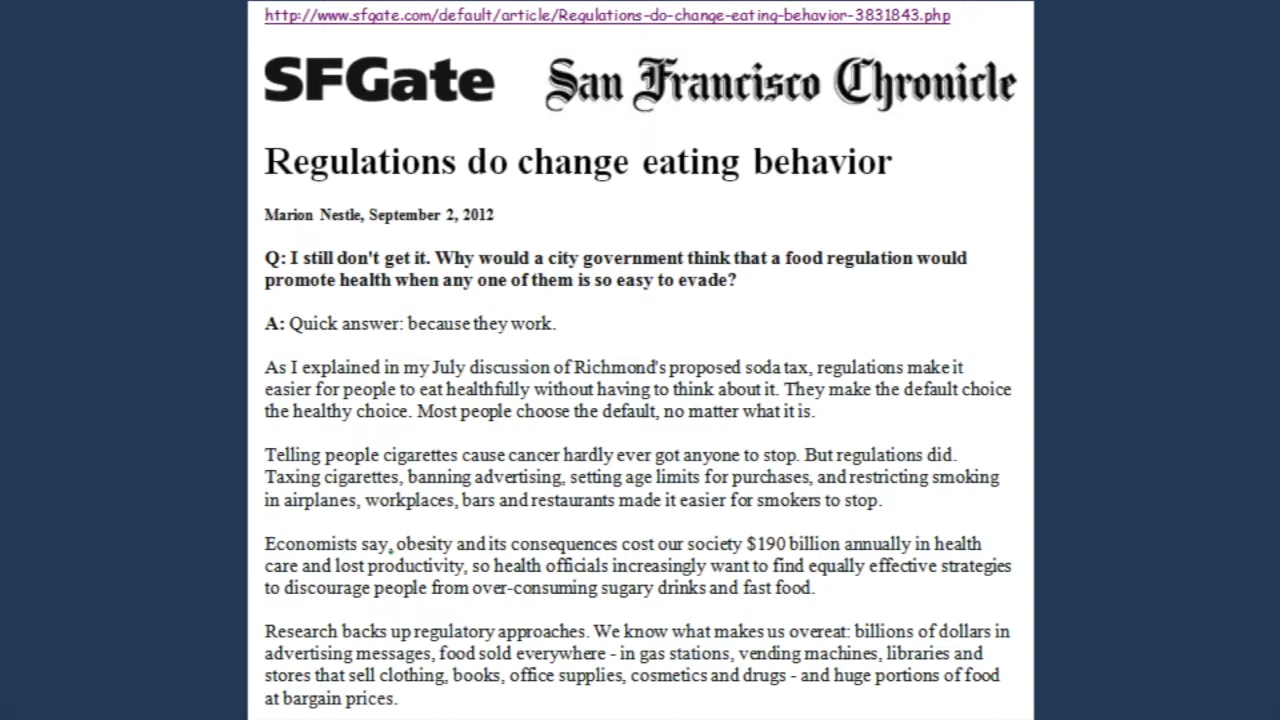 http://www.sfgate.com/default/article/Regulations-do-change-eating-behavior-3831843.php
SFGate San Francisco Chronicle
Regulations do change eating behavior
Marion Nestle, September 2, 2012
Q: I still don't get it. Why would a city government think that a food regulation would
promote health when any one of them is so easy to evade?
A: Quick answer: because they work.
As I explained in my July discussion of Richmond's proposed soda tax, regulations make it
easier for people to eat healthfully without having to think about it. They make the default choice
the healthy choice. Most people choose the default, no matter what it is.
Telling people cigarettes cause cancer hardly ever got anyone to stop. But regulations did.
Taxing cigarettes, banning advertising, setting age limits for purchases, and restricting smoking
in airplanes, workplaces, bars and restaurants made it easier for smokers to stop.
Economists say, obesity and its consequences cost our society $190 billion annually in health
care and lost productivity, so health officials increasingly want to find equally effective strategies
to discourage people from over-consuming sugary drinks and fast food.
Research backs up regulatory approaches. We know what makes us overeat: billions of dollars in
advertising messages, food sold everywhere - in gas stations, vending machines, libraries and
stores that sell clothing, books, office supplies, cosmetics and drugs - and huge portions of food
at bargain prices.